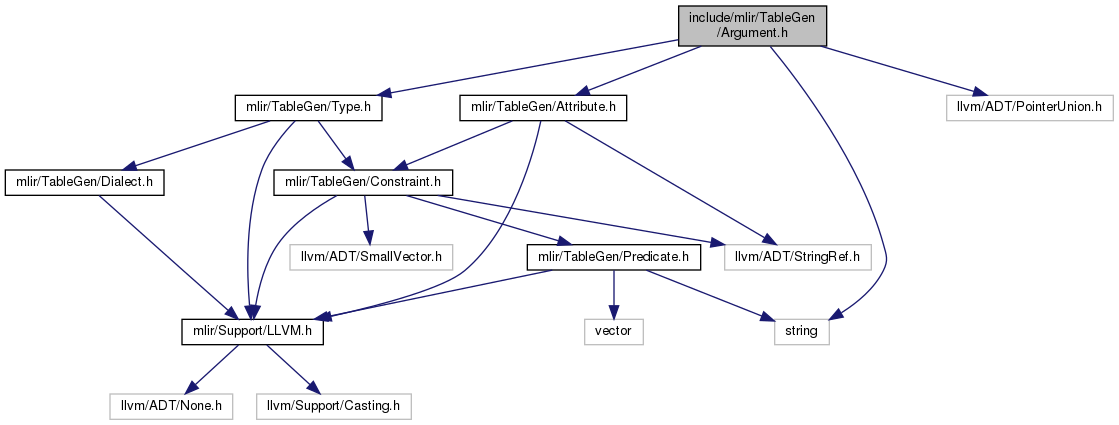 include/mlir/TableGen
/Argument.h
mlir/TableGen/Type.h
mlir/TableGen/Attribute.h
llvm/ADT/PointerUnion.h
mlir/TableGen/Dialect.h
mlir/TableGen/Constraint.h
llvm/ADT/SmallVector.h
mlir/TableGen/Predicate.h
llvm/ADT/StringRef.h
mlir/Support/LLVM.h
vector
string
llvm/ADT/None.h
llvm/Support/Casting.h